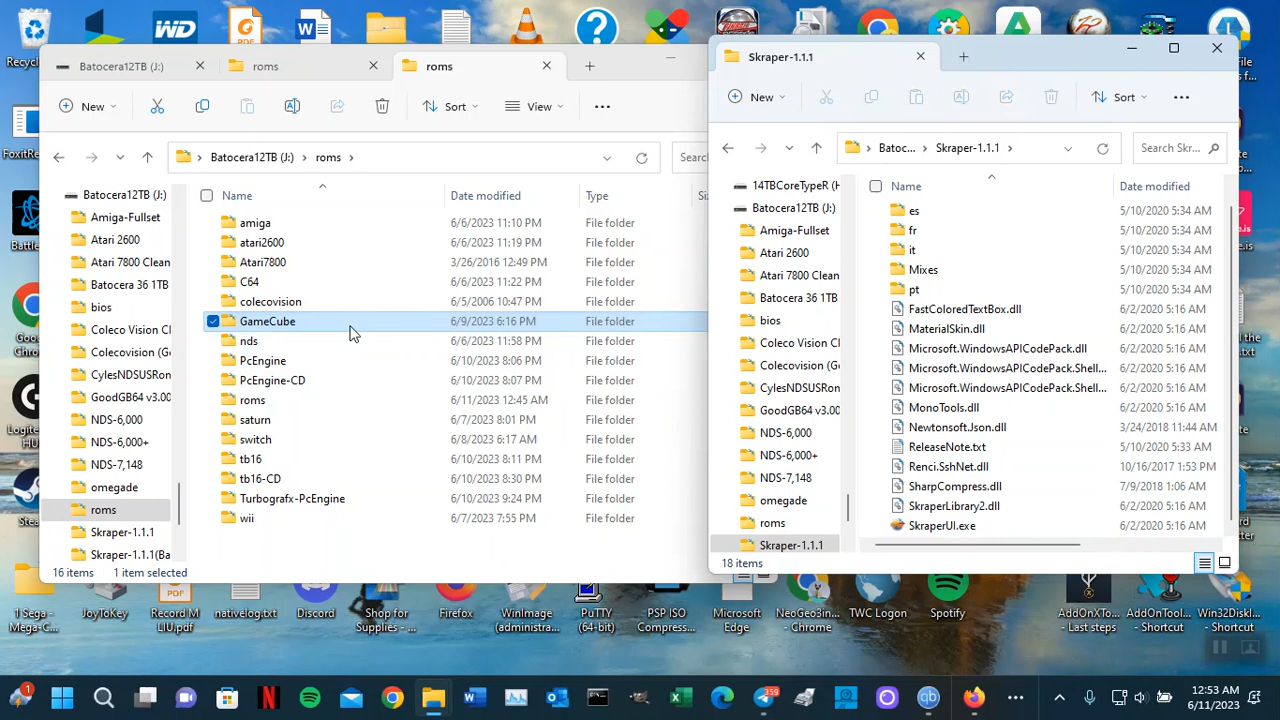 Batocera12TB (J:)
roms
roms
New
Sort
View
Batocera12TB (J:)
roms
Search
Name
Date modified
Type
Batocera12TB (J:)
Amiga-Fullset
Atari 2600
Atari 7800 Clean
Batocera 36 1TB
bios
Coleco Vision Cl
Colecovision (Ge
CylesNDSUSRon
GoodGB64 v3.00
NDS-6,000
NDS-6,000+
NDS-7,148
omegade
roms
Skraper-1.1.1
Skraper-1.1.1(Ba
amiga 6/6/2023 11:10 PM File folder
atari2600 6/6/2023 11:19 PM File folder
Atari7800 3/26/2016 12:49 PM File folder
C64 6/6/2023 11:22 PM File folder
colecovision 6/5/2006 10:47 PM File folder
GameCube 6/9/2023 6:16 PM File folder
nds 6/6/2023 11:58 PM File folder
PcEngine 6/10/2023 8:06 PM File folder
PcEngine-CD 6/10/2023 8:07 PM File folder
roms 6/11/2023 12:45 AM File folder
saturn 6/7/2023 8:01 PM File folder
switch 6/8/2023 6:17 AM File folder
tb16 6/10/2023 8:11 PM File folder
tb16-CD 6/10/2023 8:30 PM File folder
Turbografx-PcEngine 6/10/2023 9:24 PM File folder
wii 6/7/2023 7:55 PM File folder
16 items 1 item selected
Skraper-1.1.1
New
Sort
Batoc...
Skraper-1.1.1
Search Skr...
Name
Date modified
14TBCoreTypeR (H
Batocera12TB (J:)
Amiga-Fullset
Atari 2600
Atari 7800 Clean
Batocera 36 1TB
bios
Coleco Vision Cl
Colecovision (Ge
CylesNDSUSRon
GoodGB64 v3.00
NDS-6,000
NDS-6,000+
NDS-7,148
omegade
roms
Skraper-1.1.1
es 5/10/2020 5:34 AM
fr 5/10/2020 5:34 AM
it 5/10/2020 5:34 AM
Mixes 5/10/2020 5:34 AM
pt 5/10/2020 5:34 AM
FastColoredTextBox.dll 6/2/2020 5:16 AM
MaterialSkin.dll 6/2/2020 5:16 AM
Microsoft.WindowsAPICodePack.dll 6/2/2020 5:16 AM
Microsoft.WindowsAPICodePack.Shell... 6/2/2020 5:16 AM
Microsoft.WindowsAPICodePack.Shell... 6/2/2020 5:16 AM
MonoTools.dll 6/2/2020 5:16 AM
Newtonsoft.Json.dll 3/24/2018 11:44 AM
ReleaseNote.txt 5/10/2020 5:33 AM
Renci.SshNet.dll 10/16/2017 1:53 PM
SharpCompress.dll 7/9/2018 1:06 AM
SkraperLibrary2.dll 6/2/2020 5:16 AM
SkraperUI.exe 6/2/2020 5:16 AM
18 items
1 Sega - Mega-C...
JoyToKey
Record M LIU.pdf
nativelog.txt
Discord
Shop for Supplies - ...
Firefox
WinImage (administra...
PuTTY (64-bit)
PSP ISO Compress...
Microsoft Edge
NeoGeo3in... - Chrome
TWC Logon
Spotify
AddOnXTo... - Last steps
AddOnTool... - Shortcut
Win32Diskl... - Shortcut
359
12:53 AM
6/11/2023